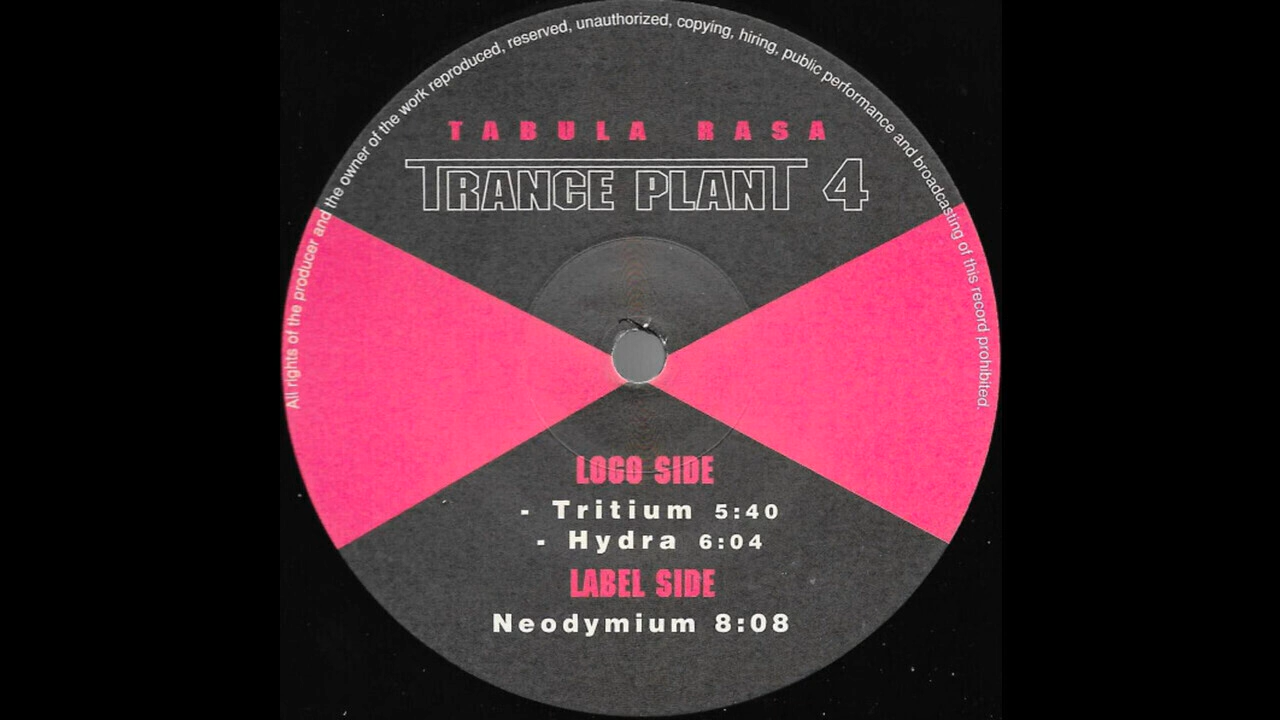 All rights of the producer and the owner of the work reproduced, reserved, unauthorized, copying, hiring, public performance and broadcasting of this record prohibited.
TABULA RASA
TRANCE PLANT 4
LOGO SIDE
- Tritium 5:40
- Hydra 6:04
LABEL SIDE
Neodymium 8:08